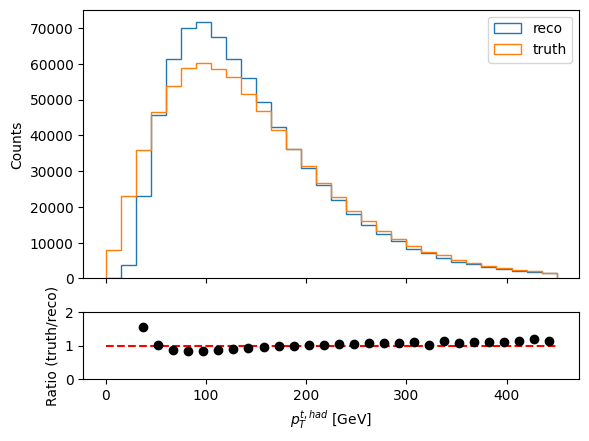 70000
60000
50000
40000
30000
20000
10000
0
Counts
reco
truth
2
1
0
Ratio (truth/reco)
0 100 200 300 400
$p_T^{t,had}$ [GeV]